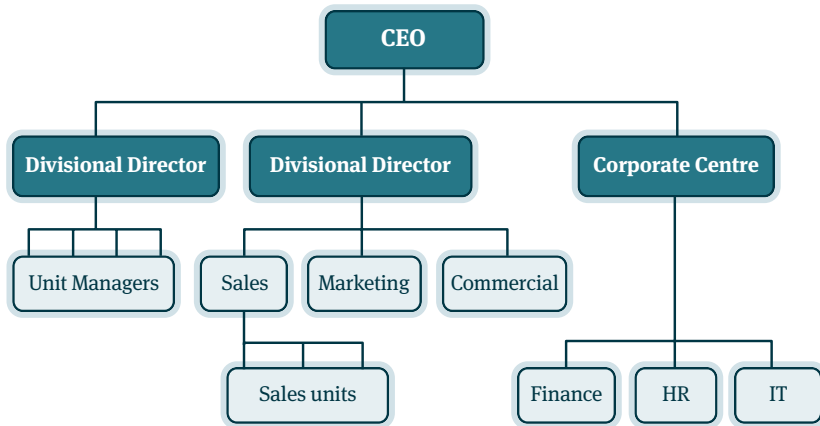 CEO
Divisional Director
Divisional Director
Corporate Centre
Unit Managers
Sales
Marketing
Commercial
Sales units
Finance
HR
IT